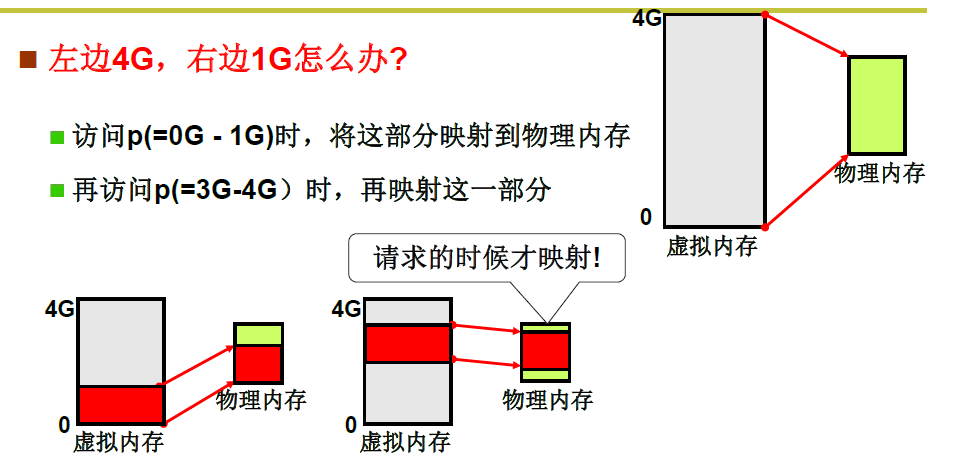 左边4G，右边1G怎么办?
访问p(=0G - 1G)时，将这部分映射到物理内存
再访问p(=3G-4G）时，再映射这一部分
4G
0
虚拟内存
物理内存
请求的时候才映射!
4G
0
虚拟内存
物理内存
4G
0
虚拟内存
物理内存